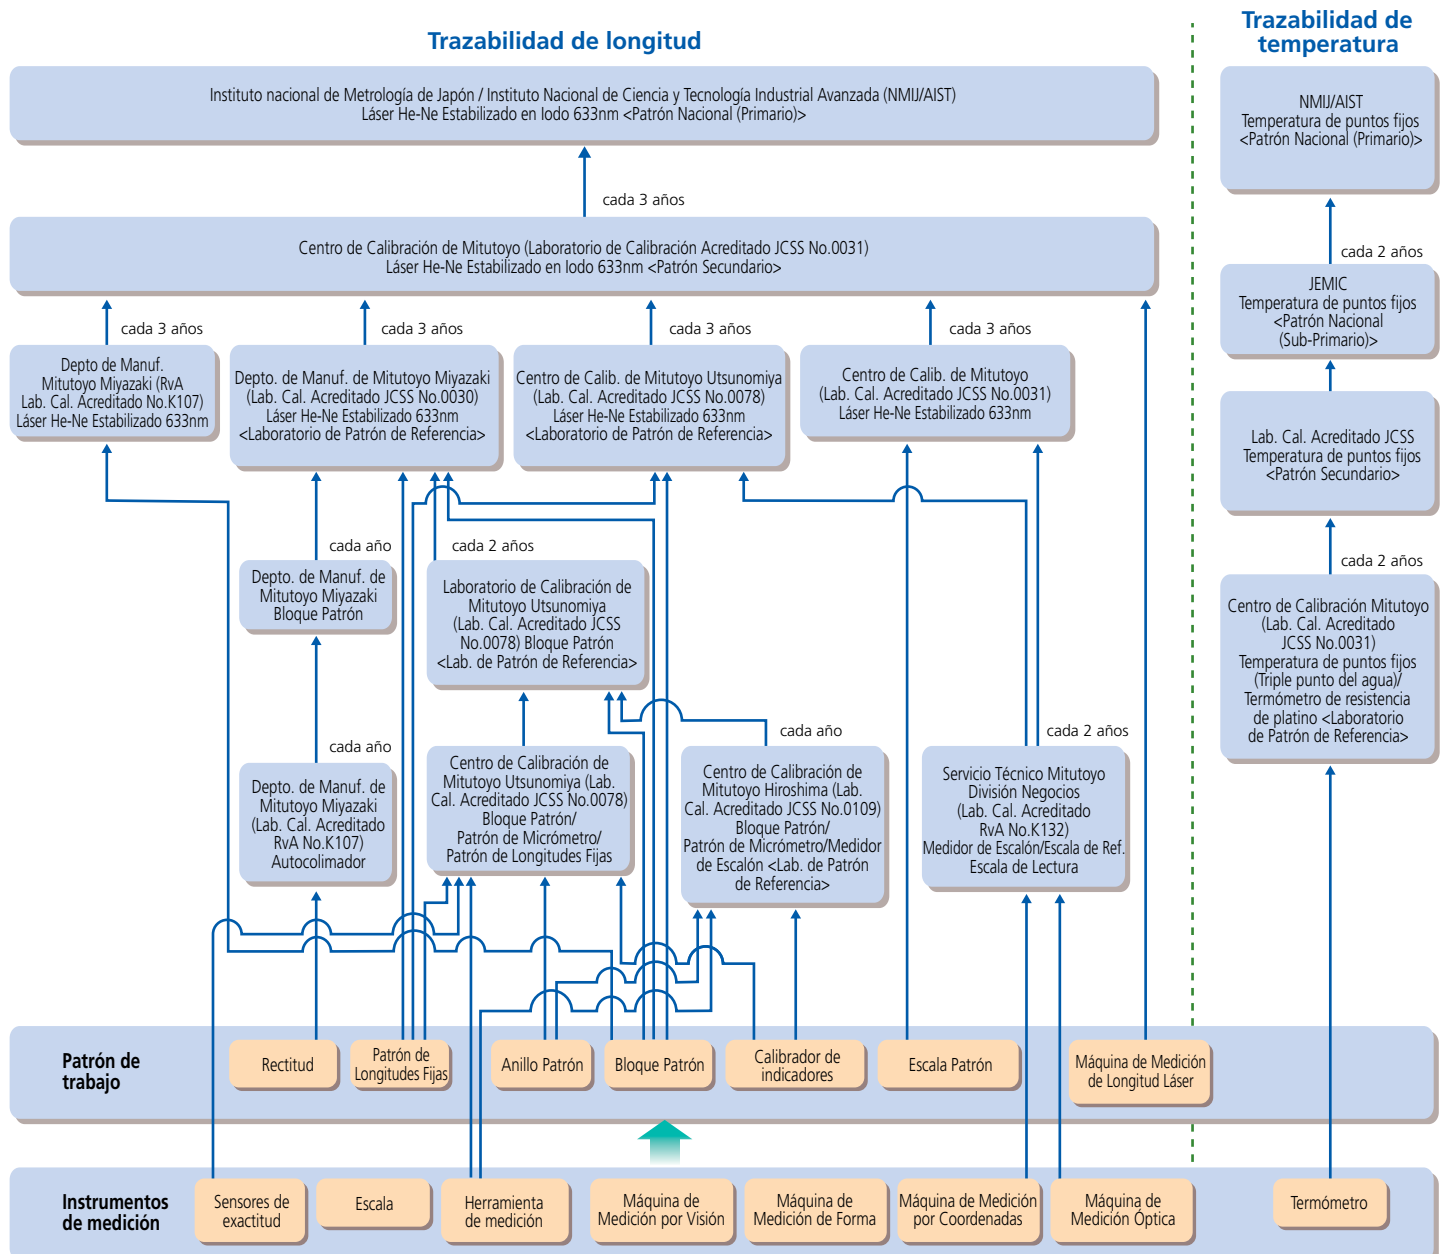 Trazabilidad de longitud
Trazabilidad de
temperatura
Instituto nacional de Metrología de Japón / Instituto Nacional de Ciencia y Tecnología Industrial Avanzada (NMIJ/AIST)
Láser He-Ne Estabilizado en Iodo 633nm <Patrón Nacional (Primario)>
NMIJ/AIST
Temperatura de puntos fijos
<Patrón Nacional (Primario)>
cada 3 años
Centro de Calibración de Mitutoyo (Laboratorio de Calibración Acreditado JCSS No.0031)
Láser He-Ne Estabilizado en Iodo 633nm <Patrón Secundario>
cada 2 años
JEMIC
Temperatura de puntos fijos
<Patrón Nacional
(Sub-Primario)>
cada 3 años
cada 3 años
cada 3 años
cada 3 años
Depto de Manuf.
Mitutoyo Miyazaki (RvA
Lab. Cal. Acreditado No.K107)
Láser He-Ne Estabilizado 633nm
Depto. de Manuf. de Mitutoyo Miyazaki
(Lab. Cal. Acreditado JCSS No.0030)
Láser He-Ne Estabilizado 633nm
<Laboratorio de Patrón de Referencia>
Centro de Calib. de Mitutoyo Utsunomiya
(Lab. Cal. Acreditado JCSS No.0078)
Láser He-Ne Estabilizado 633nm
<Laboratorio de Patrón de Referencia>
Centro de Calib. de Mitutoyo
(Lab. Cal. Acreditado JCSS No.0031)
Láser He-Ne Estabilizado 633nm
Lab. Cal. Acreditado JCSS
Temperatura de puntos fijos
<Patrón Secundario>
cada año
cada 2 años
cada 2 años
Depto. de Manuf. de
Mitutoyo Miyazaki
Bloque Patrón
Laboratorio de Calibración de
Mitutoyo Utsunomiya
(Lab. Cal. Acreditado JCSS
No.0078) Bloque Patrón
<Lab. de Patrón de Referencia>
Centro de Calibración Mitutoyo
(Lab. Cal. Acreditado
JCSS No.0031)
Temperatura de puntos fijos
(Triple punto del agua)/
Termómetro de resistencia
de platino <Laboratorio
de Patrón de Referencia>
cada año
cada año
cada 2 años
Depto. de Manuf. de
Mitutoyo Miyazaki
(Lab. Cal. Acreditado
RvA No.K107)
Autocolimador
Centro de Calibración de
Mitutoyo Utsunomiya (Lab.
Cal. Acreditado JCSS No.0078)
Bloque Patrón/
Patrón de Micrómetro/
Patrón de Longitudes Fijas
Centro de Calibración de
Mitutoyo Hiroshima (Lab.
Cal. Acreditado JCSS No.0109)
Bloque Patrón/
Patrón de Micrómetro/Medidor
de Escalón <Lab. de Patrón
de Referencia>
Servicio Técnico Mitutoyo
División Negocios
(Lab. Cal. Acreditado
RvA No.K132)
Medidor de Escalón/Escala de Ref.
Escala de Lectura
Patrón de
trabajo
Rectitud
Patrón de
Longitudes Fijas
Anillo Patrón
Bloque Patrón
Calibrador de
indicadores
Escala Patrón
Máquina de Medición
de Longitud Láser
Instrumentos
de medición
Sensores de
exactitud
Escala
Herramienta
de medición
Máquina de
Medición por Visión
Máquina de
Medición de Forma
Máquina de Medición
por Coordenadas
Máquina de
Medición Óptica
Termómetro